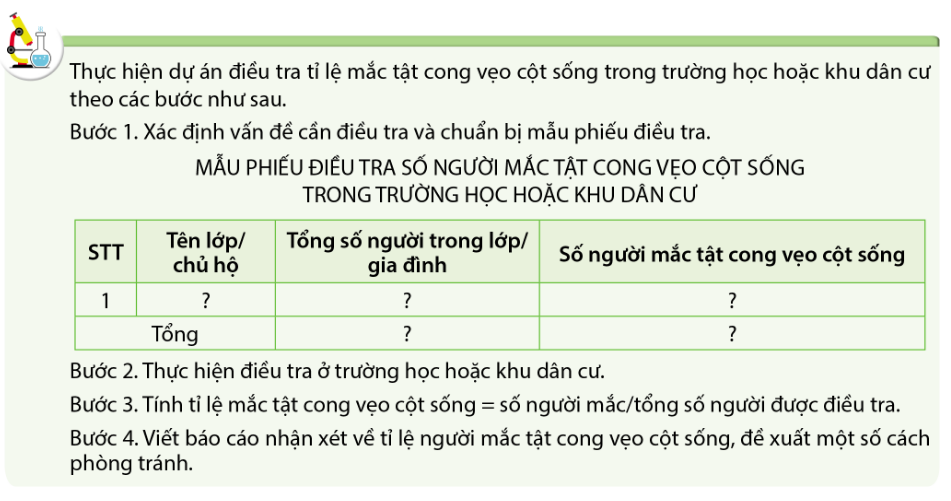 Thực hiện dự án điều tra tỉ lệ mắc tật cong vẹo cột sống trong trường học hoặc khu dân cư
theo các bước như sau.
Bước 1. Xác định vấn đề cần điều tra và chuẩn bị mẫu phiếu điều tra.
MẪU PHIẾU ĐIỀU TRA SỐ NGƯỜI MẮC TẬT CONG VẸO CỘT SỐNG
TRONG TRƯỜNG HỌC HOẶC KHU DÂN CƯ
STT Tên lớp/ chủ hộ Tổng số người trong lớp/ gia đình Số người mắc tật cong vẹo cột sống
1 ? ? ?
Tổng ? ?
Bước 2. Thực hiện điều tra ở trường học hoặc khu dân cư.
Bước 3. Tính tỉ lệ mắc tật cong vẹo cột sống = số người mắc/tổng số người được điều tra.
Bước 4. Viết báo cáo nhận xét về tỉ lệ người mắc tật cong vẹo cột sống, đề xuất một số cách
phòng tránh.